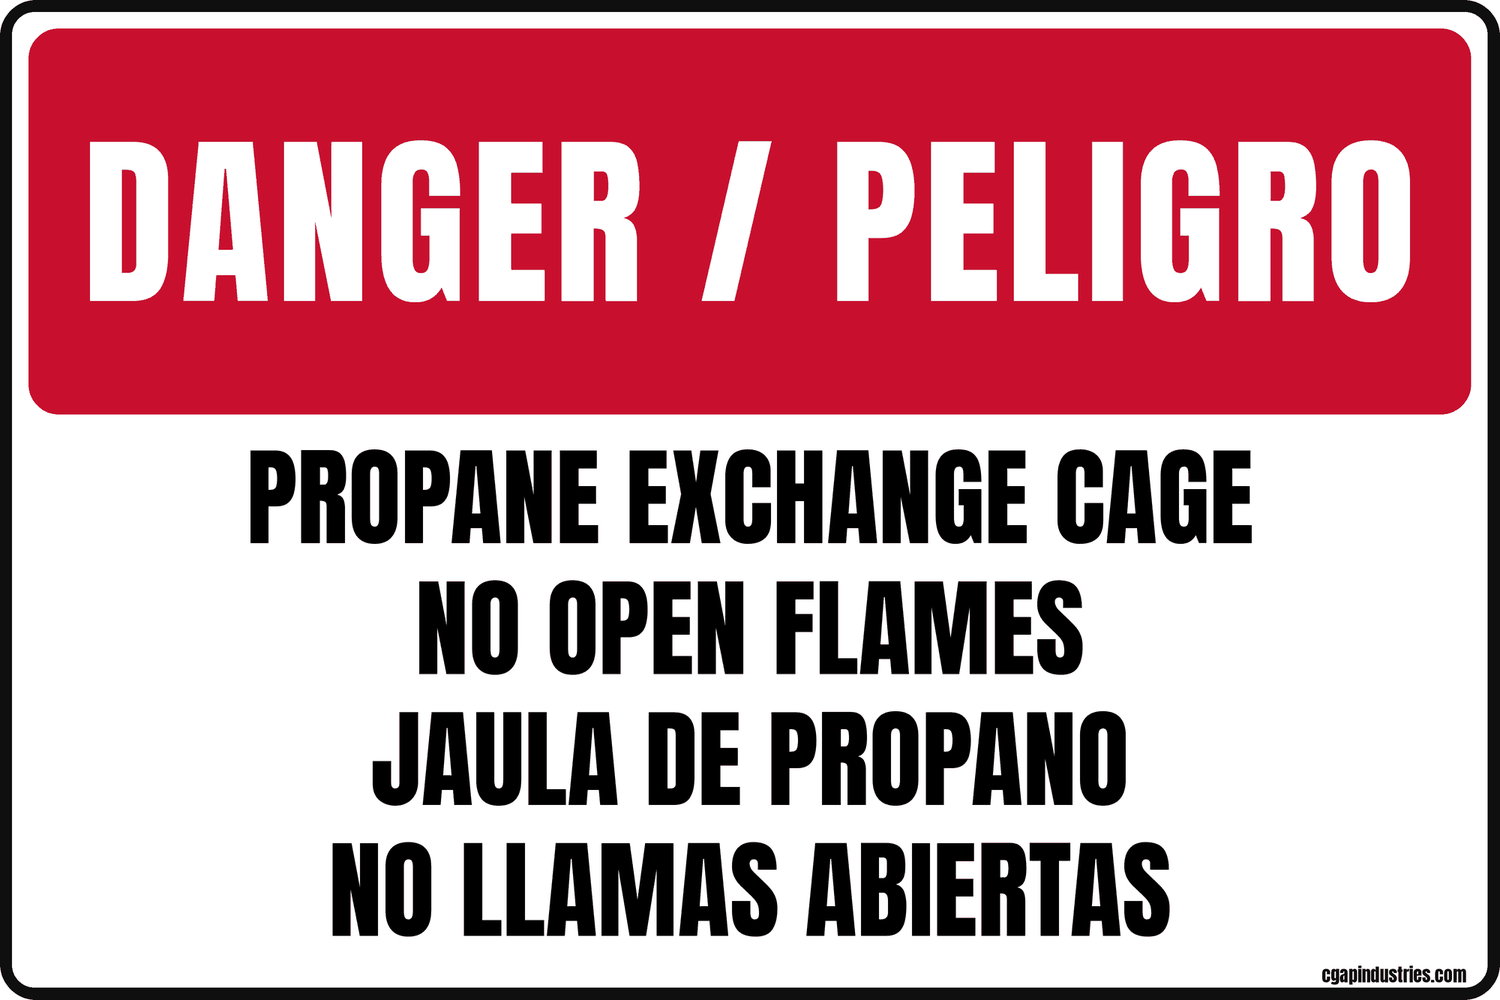 DANGER / PELIGRO
PROPANE EXCHANGE CAGE
NO OPEN FLAMES
JAULA DE PROPANO
NO LLAMAS ABIERTAS
cgapindustries.com